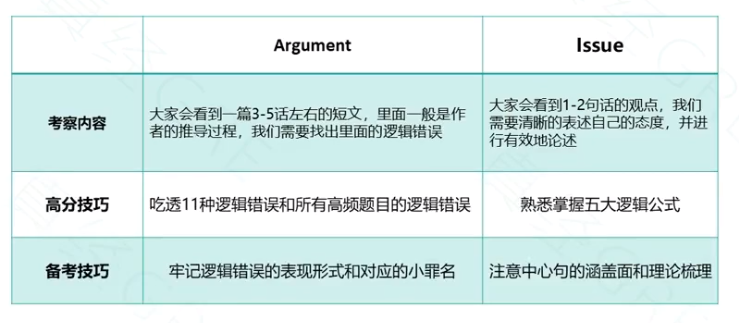 Argument
Issue
考察内容
大家会看到一篇3-5话左右的短文，里面一般是作
者的推导过程，我们需要找出里面的逻辑错误
大家会看到1-2句话的观点，我们
需要清晰的表述自己的态度，并进
行有效地论述
高分技巧
吃透11种逻辑错误和所有高频题目的逻辑错误
熟悉掌握五大逻辑公式
备考技巧
牢记逻辑错误的表现形式和对应的小罪名
注意中心句的涵盖面和理论梳理